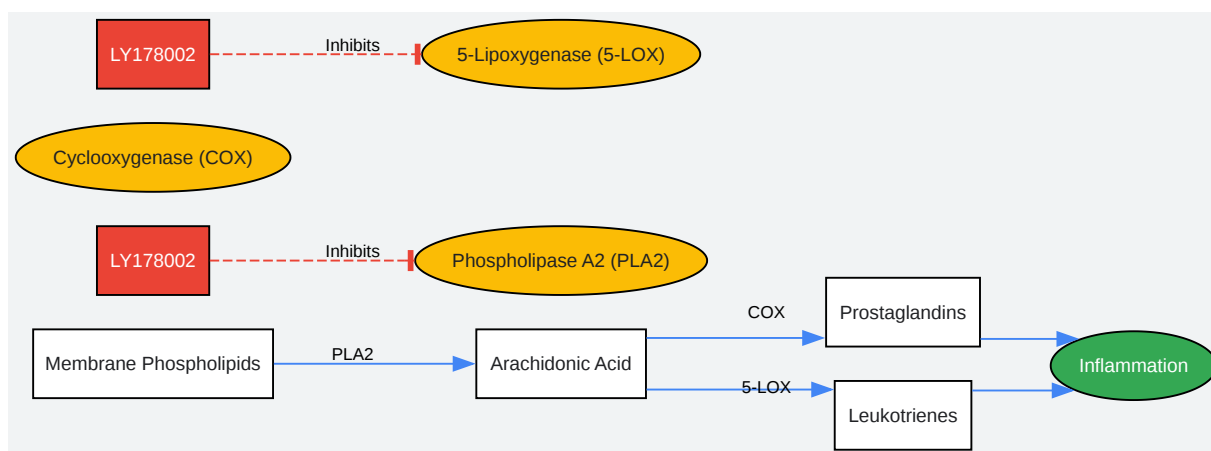 LY178002
Inhibits
5-Lipoxygenase (5-LOX)
Cyclooxygenase (COX)
LY178002
Inhibits
Phospholipase A2 (PLA2)
Membrane Phospholipids
PLA2
Arachidonic Acid
COX
Prostaglandins
5-LOX
Leukotrienes
Inflammation